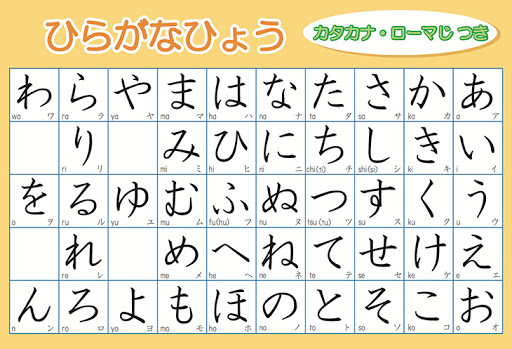 ひらがなひょう
カタカナ・ローマじ つき
わ ら や ま は な た さ か あ
wa ワ ra ラ ya ヤ ma マ ha ハ na ナ ta タ sa サ ka カ a ア
り み ひ に ち し き い
ri リ mi ミ hi ヒ ni ニ chi(ti) チ shi(si) シ ki キ i イ
を る ゆ む ふ ぬ つ す く う
o ヲ ru ル yu ユ mu ム fu(hu) フ nu ヌ tsu(tu) ツ su ス ku ク u ウ
れ め へ ね て せ け え
re レ me メ he ヘ ne ネ te テ se セ ke ケ e エ
ん ろ よ も ほ の と そ こ お
n ン ro ロ yo ヨ mo モ ho ホ no ノ to ト so ソ ko コ o オ